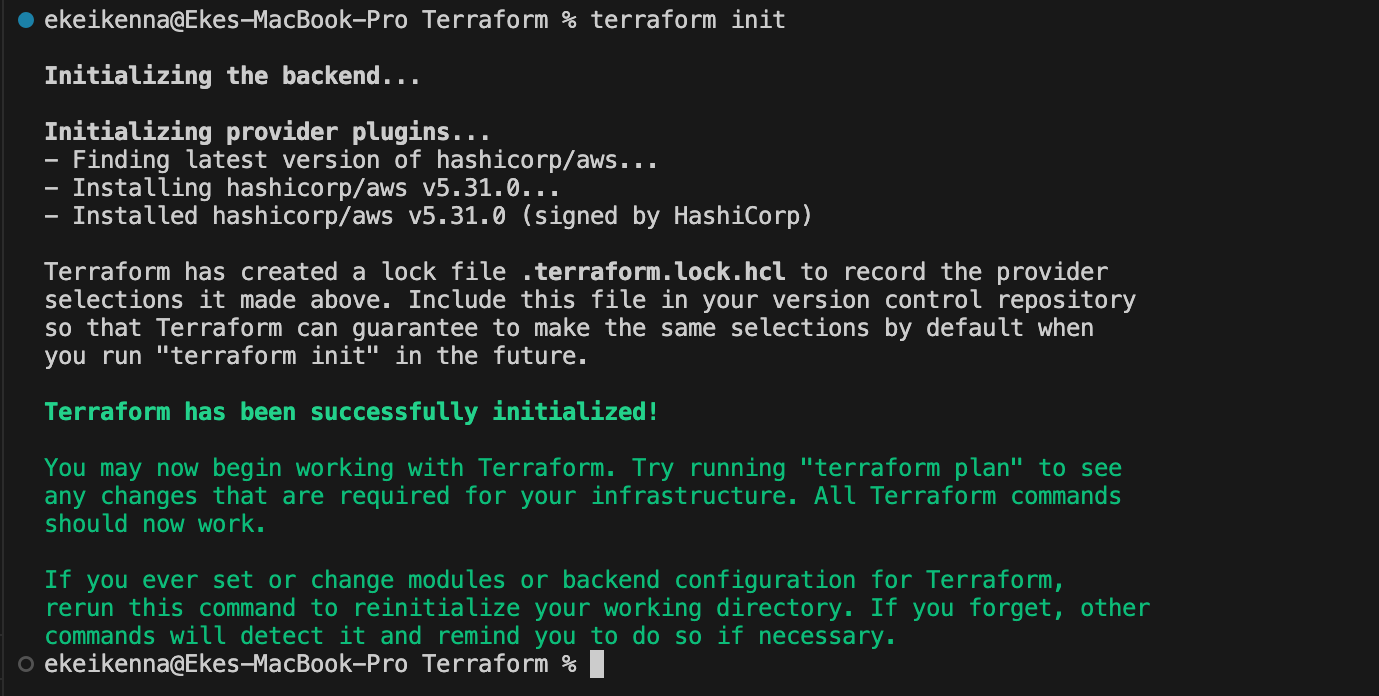 ekeikenna@Ekes-MacBook-Pro Terraform % terraform init
Initializing the backend...
Initializing provider plugins...
- Finding latest version of hashicorp/aws...
- Installing hashicorp/aws v5.31.0...
- Installed hashicorp/aws v5.31.0 (signed by HashiCorp)
Terraform has created a lock file .terraform.lock.hcl to record the provider
selections it made above. Include this file in your version control repository
so that Terraform can guarantee to make the same selections by default when
you run "terraform init" in the future.
Terraform has been successfully initialized!
You may now begin working with Terraform. Try running "terraform plan" to see
any changes that are required for your infrastructure. All Terraform commands
should now work.
If you ever set or change modules or backend configuration for Terraform,
rerun this command to reinitialize your working directory. If you forget, other
commands will detect it and remind you to do so if necessary.
ekeikenna@Ekes-MacBook-Pro Terraform %